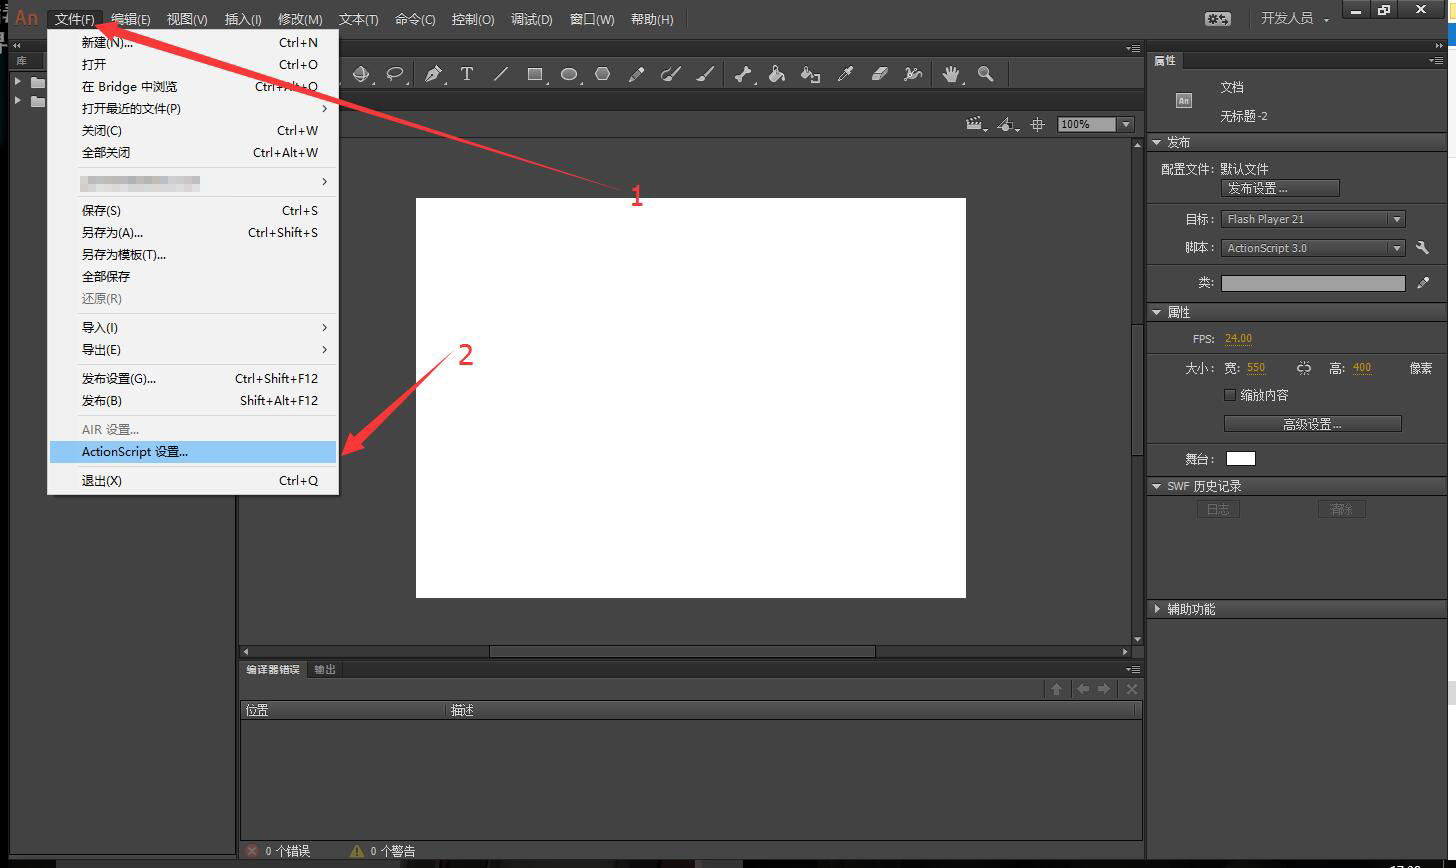 An 文件(F) 编辑(E) 视图(V) 插入(I) 修改(M) 文本(T) 命令(C) 控制(O) 调试(D) 窗口(W) 帮助(H) 开发人员
库
新建(N)... Ctrl+N
打开 Ctrl+O
在 Bridge 中浏览 Ctrl+Alt+O
打开最近的文件(P)
关闭(C) Ctrl+W
全部关闭 Ctrl+Alt+W
保存(S) Ctrl+S
另存为(A)... Ctrl+Shift+S
另存为模板(T)...
全部保存
还原(R)
导入(I)
导出(E)
发布设置(G)... Ctrl+Shift+F12
发布(B) Shift+Alt+F12
AIR 设置...
ActionScript 设置...
退出(X) Ctrl+Q
T
100%
1
2
属性
An
文档
无标题-2
发布
配置文件: 默认文件
发布设置...
目标: Flash Player 21
脚本: ActionScript 3.0
类:
属性
FPS: 24.00
大小: 宽: 550 高: 400 像素
缩放内容
高级设置...
舞台:
SWF 历史记录
日志 清除
辅助功能
编译器错误 输出
位置 描述
0 个错误 0 个警告